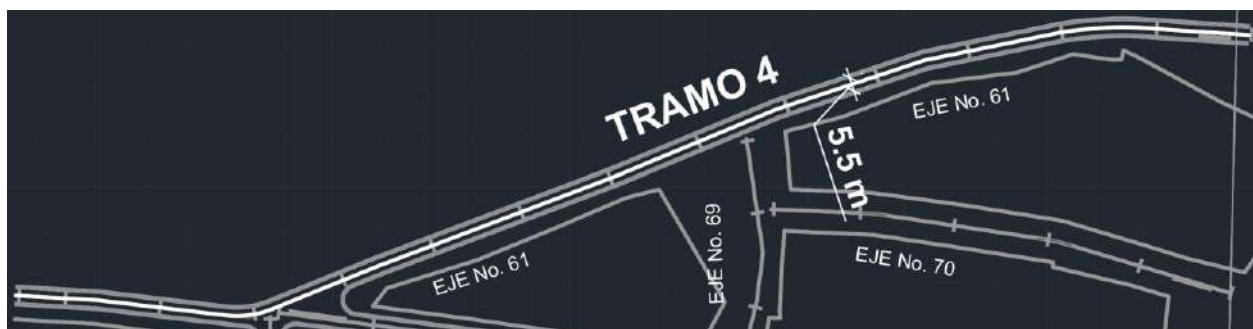 TRAMO 4
EJE No. 61
5.5 m
EJE No. 61
EJE No. 69
EJE No. 70